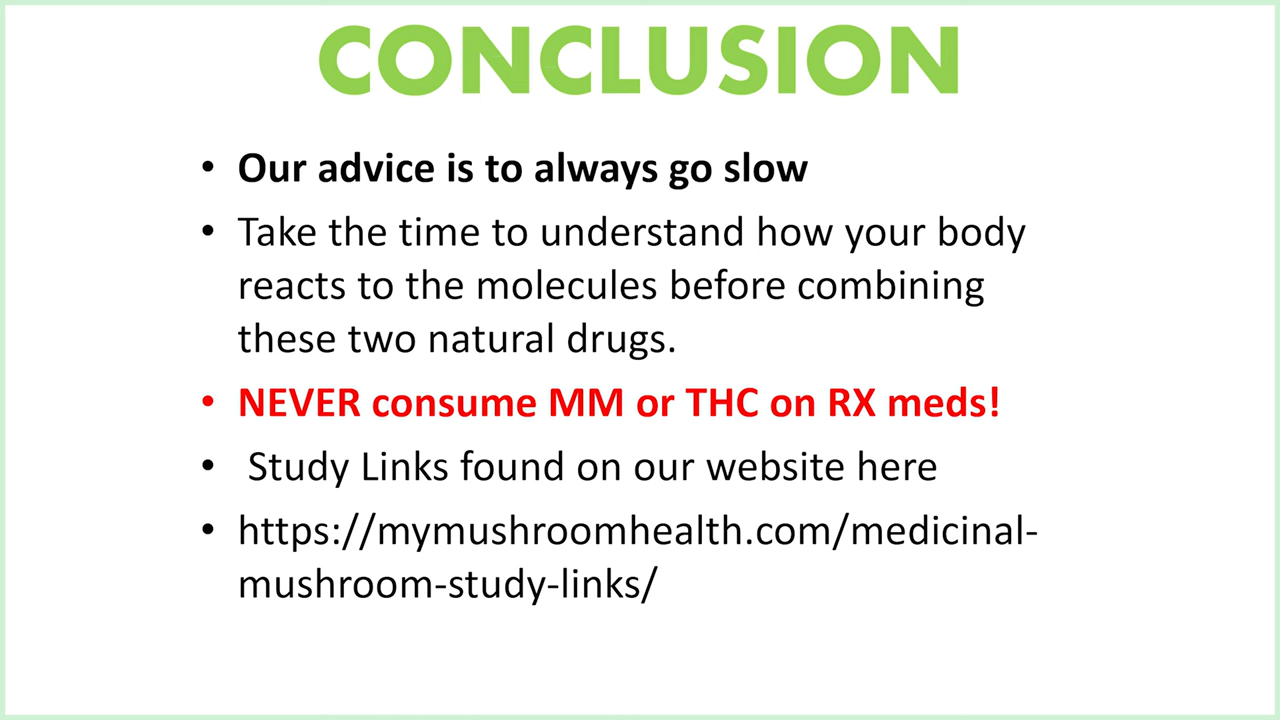 CONCLUSION
• Our advice is to always go slow
• Take the time to understand how your body
reacts to the molecules before combining
these two natural drugs.
• NEVER consume MM or THC on RX meds!
• Study Links found on our website here
• https://mymushroomhealth.com/medicinal-
mushroom-study-links/